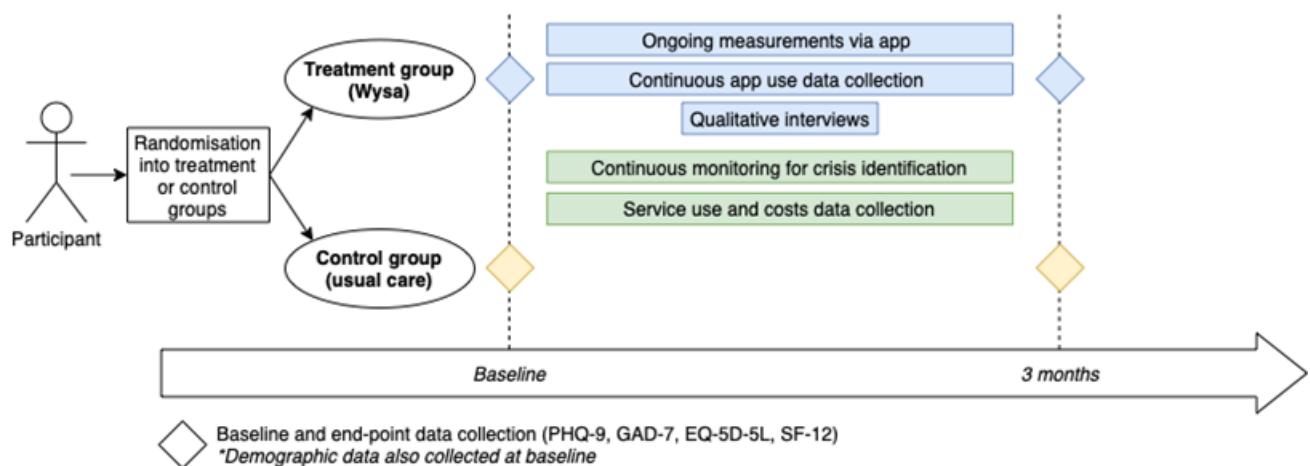 Participant
Randomisation
into treatment
or control
groups
Treatment group
(Wysa)
Control group
(usual care)
Ongoing measurements via app
Continuous app use data collection
Qualitative interviews
Continuous monitoring for crisis identification
Service use and costs data collection
Baseline
3 months
Baseline and end-point data collection (PHQ-9, GAD-7, EQ-5D-5L, SF-12)
*Demographic data also collected at baseline